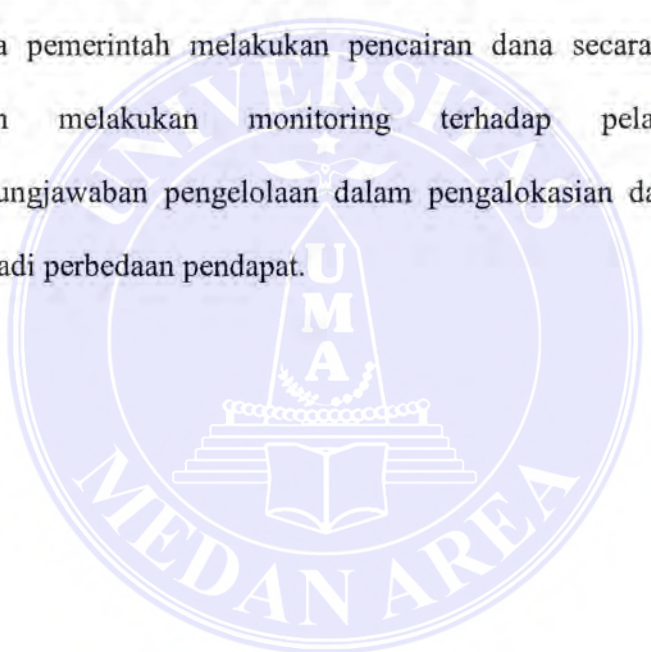 a pemerintah melakukan pencairan dana secara
melakukan monitoring terhadap pela
ungjawaban pengelolaan dalam pengalokasian da
adi perbedaan pendapat.
UNIVERSITAS
UMA
MEDAN AREA